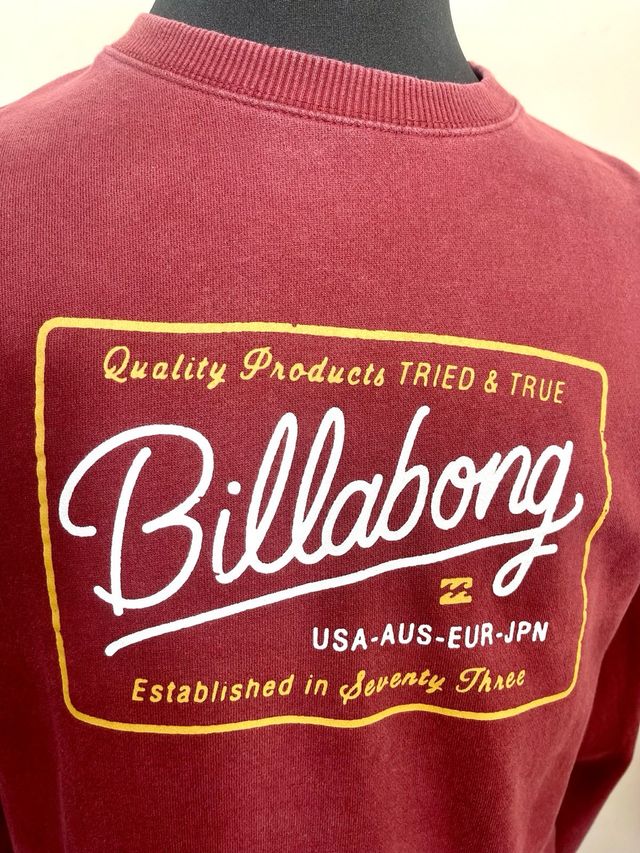 Quality Products TRIED & TRUE
Billabong
USA-AUS-EUR-JPN
Established in Seventy Three